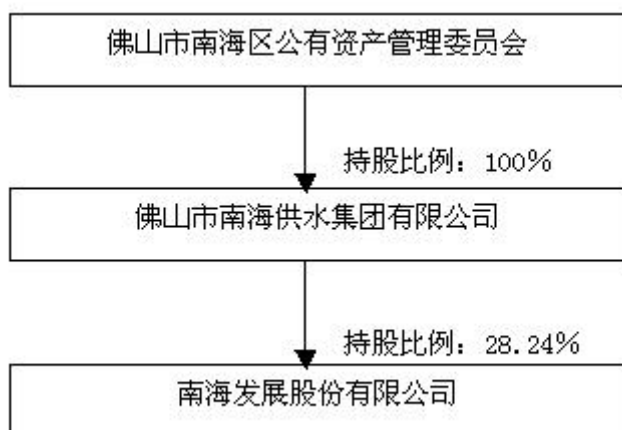 佛山市南海区公有资产管理委员会
持股比例：100%
佛山市南海供水集团有限公司
持股比例：28.24%
南海发展股份有限公司